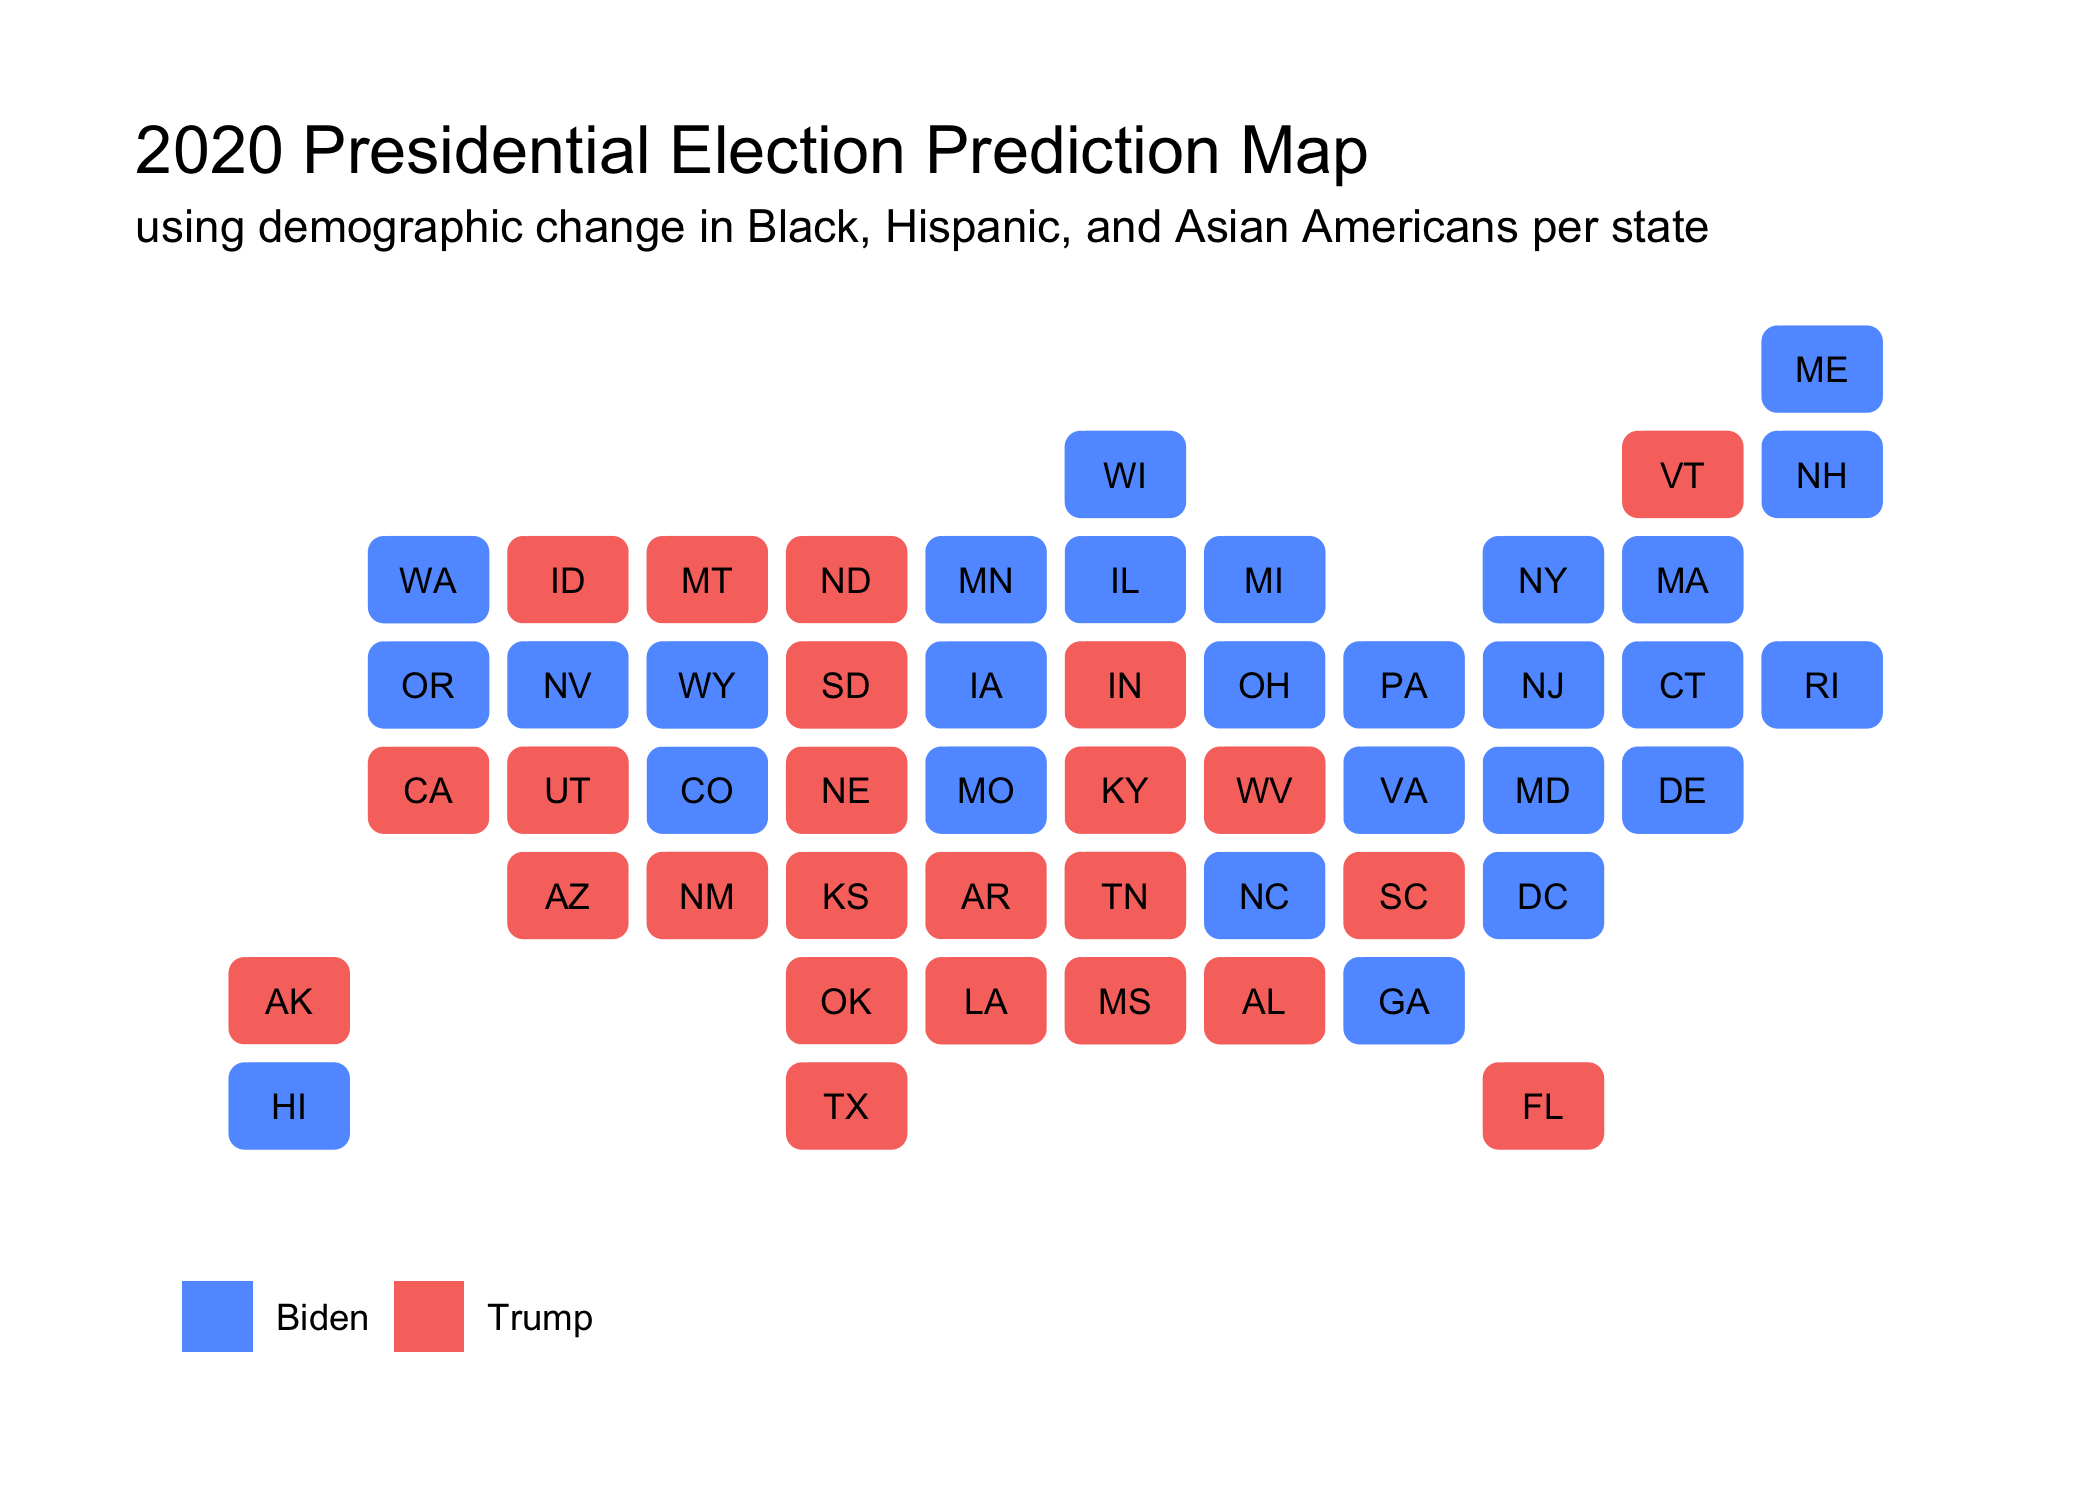 2020 Presidential Election Prediction Map
using demographic change in Black, Hispanic, and Asian Americans per state
ME
WI VT NH
WA ID MT ND MN IL MI NY MA
OR NV WY SD IA IN OH PA NJ CT RI
CA UT CO NE MO KY WV VA MD DE
AZ NM KS AR TN NC SC DC
AK OK LA MS AL GA
HI TX FL
Biden Trump